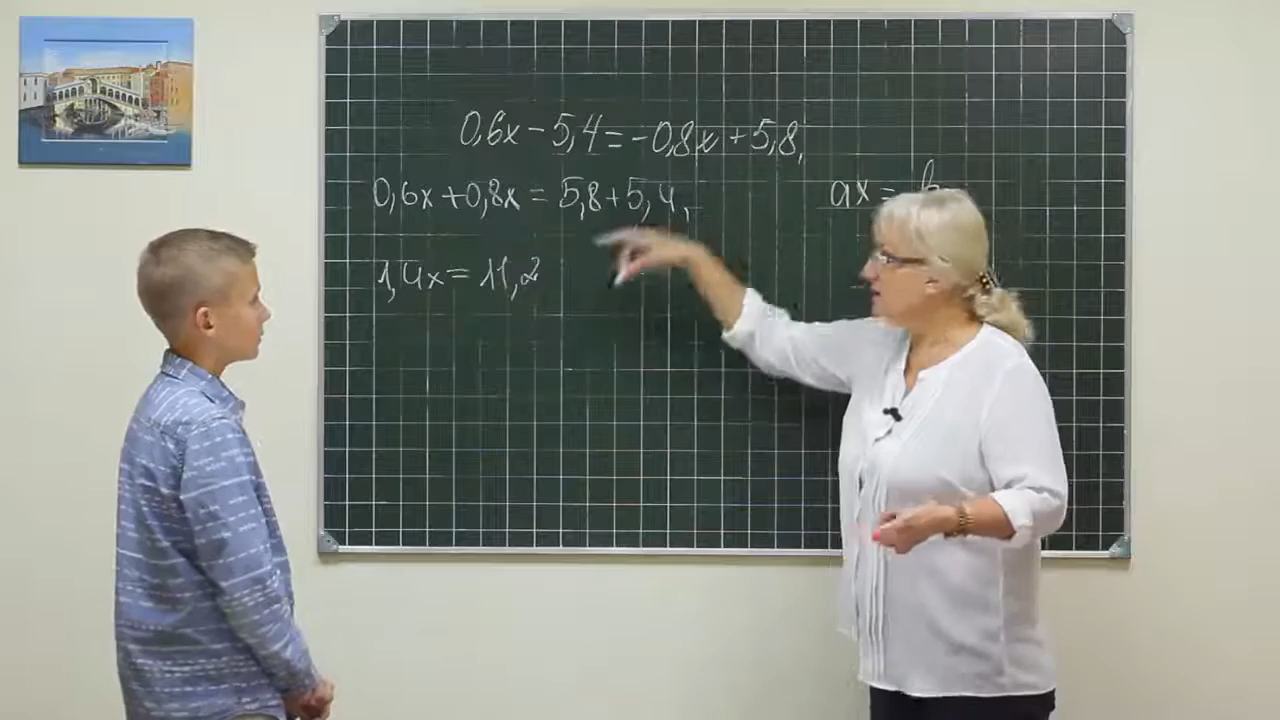 0,6x - 5,4 = -0,8x + 5,8,
0,6x + 0,8x = 5,8 + 5,4,
ax = b
1,4x = 11,2